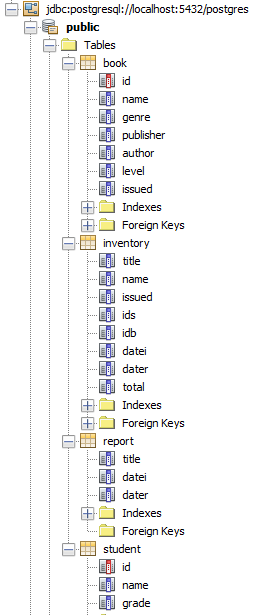 jdbc:postgresql://localhost:5432/postgres
public
Tables
book
id
name
genre
publisher
author
level
issued
Indexes
Foreign Keys
inventory
title
name
issued
ids
idb
datei
dater
total
Indexes
Foreign Keys
report
title
datei
dater
Indexes
Foreign Keys
student
id
name
grade